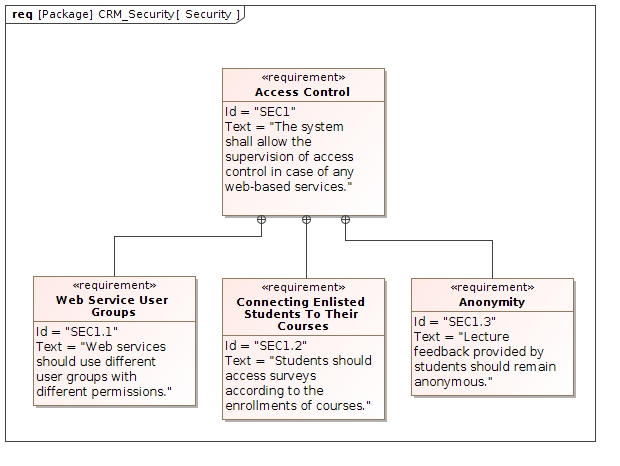 req [Package] CRM_Security[ Security ]
«requirement»
Access Control
Id = "SEC1"
Text = "The system
shall allow the
supervision of access
control in case of any
web-based services."
«requirement»
Web Service User
Groups
Id = "SEC1.1"
Text = "Web services
should use different
user groups with
different permissions."
«requirement»
Connecting Enlisted
Students To Their
Courses
Id = "SEC1.2"
Text = "Students should
access surveys
according to the
enrollments of courses."
«requirement»
Anonymity
Id = "SEC1.3"
Text = "Lecture
feedback provided by
students should remain
anonymous."